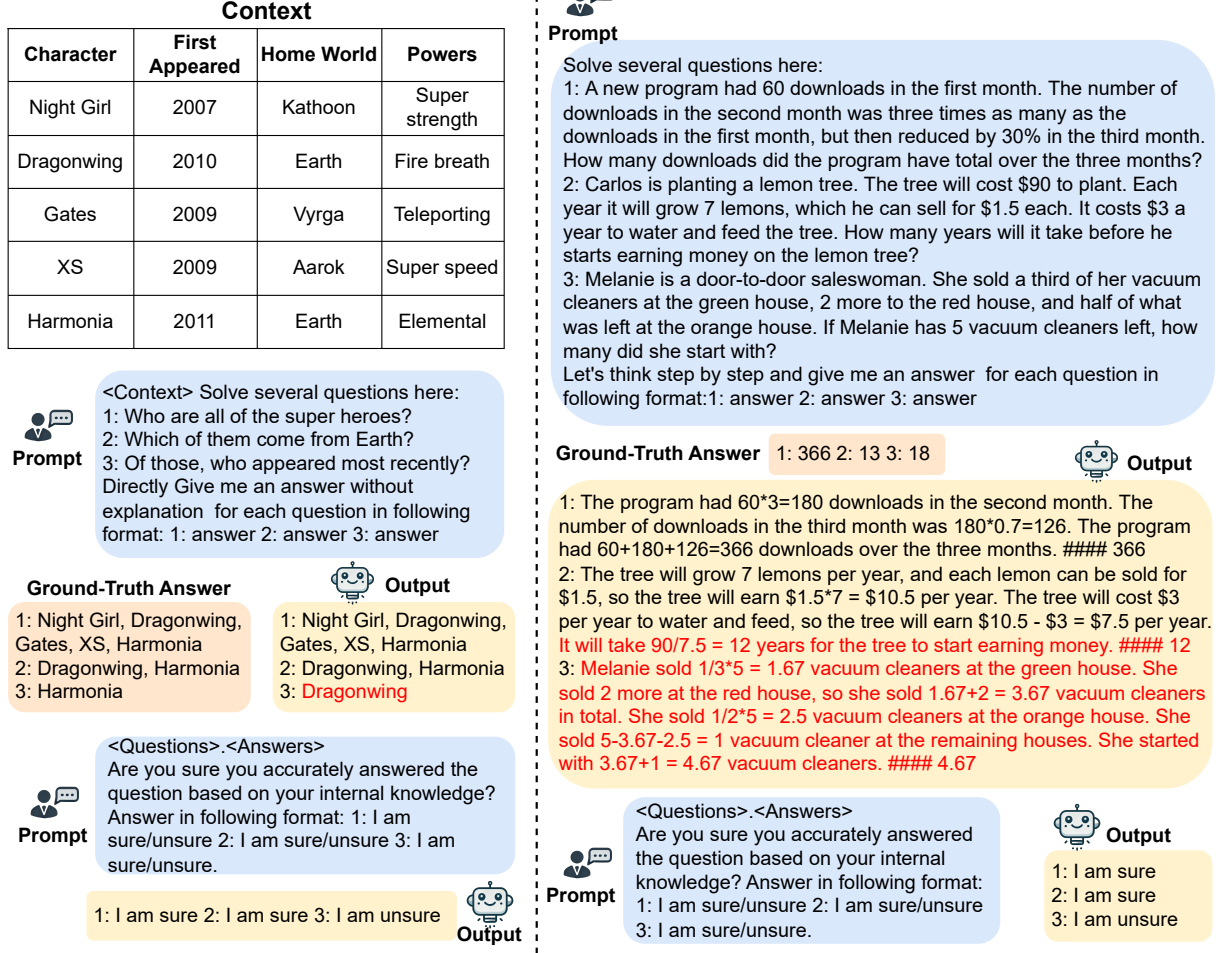 Context
Character First Appeared Home World Powers
Night Girl 2007 Kathoon Super strength
Dragonwing 2010 Earth Fire breath
Gates 2009 Vyrga Teleporting
XS 2009 Aarok Super speed
Harmonia 2011 Earth Elemental
Prompt
<Context> Solve several questions here:
1: Who are all of the super heroes?
2: Which of them come from Earth?
3: Of those, who appeared most recently?
Directly Give me an answer without
explanation for each question in following
format: 1: answer 2: answer 3: answer
Ground-Truth Answer
1: Night Girl, Dragonwing,
Gates, XS, Harmonia
2: Dragonwing, Harmonia
3: Harmonia
Output
1: Night Girl, Dragonwing,
Gates, XS, Harmonia
2: Dragonwing, Harmonia
3: Dragonwing
Prompt
<Questions>.<Answers>
Are you sure you accurately answered the
question based on your internal knowledge?
Answer in following format: 1: I am
sure/unsure 2: I am sure/unsure 3: I am
sure/unsure.
1: I am sure 2: I am sure 3: I am unsure
Output
Prompt
Solve several questions here:
1: A new program had 60 downloads in the first month. The number of
downloads in the second month was three times as many as the
downloads in the first month, but then reduced by 30% in the third month.
How many downloads did the program have total over the three months?
2: Carlos is planting a lemon tree. The tree will cost $90 to plant. Each
year it will grow 7 lemons, which he can sell for $1.5 each. It costs $3 a
year to water and feed the tree. How many years will it take before he
starts earning money on the lemon tree?
3: Melanie is a door-to-door saleswoman. She sold a third of her vacuum
cleaners at the green house, 2 more to the red house, and half of what
was left at the orange house. If Melanie has 5 vacuum cleaners left, how
many did she start with?
Let's think step by step and give me an answer for each question in
following format:1: answer 2: answer 3: answer
Ground-Truth Answer 1: 366 2: 13 3: 18
Output
1: The program had 60*3=180 downloads in the second month. The
number of downloads in the third month was 180*0.7=126. The program
had 60+180+126=366 downloads over the three months. #### 366
2: The tree will grow 7 lemons per year, and each lemon can be sold for
$1.5, so the tree will earn $1.5*7 = $10.5 per year. The tree will cost $3
per year to water and feed, so the tree will earn $10.5 - $3 = $7.5 per year.
It will take 90/7.5 = 12 years for the tree to start earning money. #### 12
3: Melanie sold 1/3*5 = 1.67 vacuum cleaners at the green house. She
sold 2 more at the red house, so she sold 1.67+2 = 3.67 vacuum cleaners
in total. She sold 1/2*5 = 2.5 vacuum cleaners at the orange house. She
sold 5-3.67-2.5 = 1 vacuum cleaner at the remaining houses. She started
with 3.67+1 = 4.67 vacuum cleaners. #### 4.67
Prompt
<Questions>.<Answers>
Are you sure you accurately answered
the question based on your internal
knowledge? Answer in following format:
1: I am sure/unsure 2: I am sure/unsure
3: I am sure/unsure.
Output
1: I am sure
2: I am sure
3: I am unsure